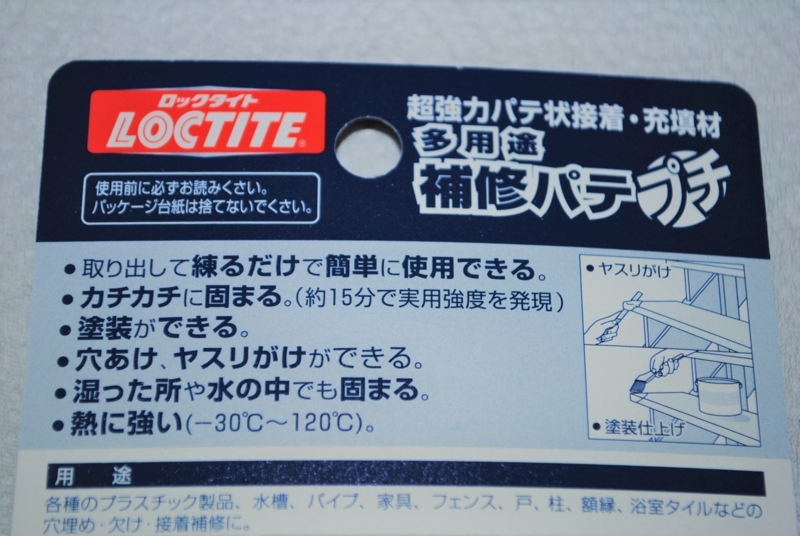 ロックタイト
LOCTITE®
超強力パテ状接着・充填材
多用途
補修パテプチ
使用前に必ずお読みくさい。
パッケージ台紙は捨てないでくさい。
●取り出して練るだけで簡単に使用できる。
●カチカチに固まる。(約15分で実用強度を発現)
●塗装ができる。
●穴あけ、ヤスリがけができる。
●湿った所や水の中でも固まる。
●熱に強い(−30℃〜120℃)。
●ヤスリがけ
●塗装仕上げ
用 途
各種のプラスチック製品、水槽、パイプ、家具、フェンス、戸、柱、額縁、浴室タイルなどの
穴埋め・欠け・接着補修に。